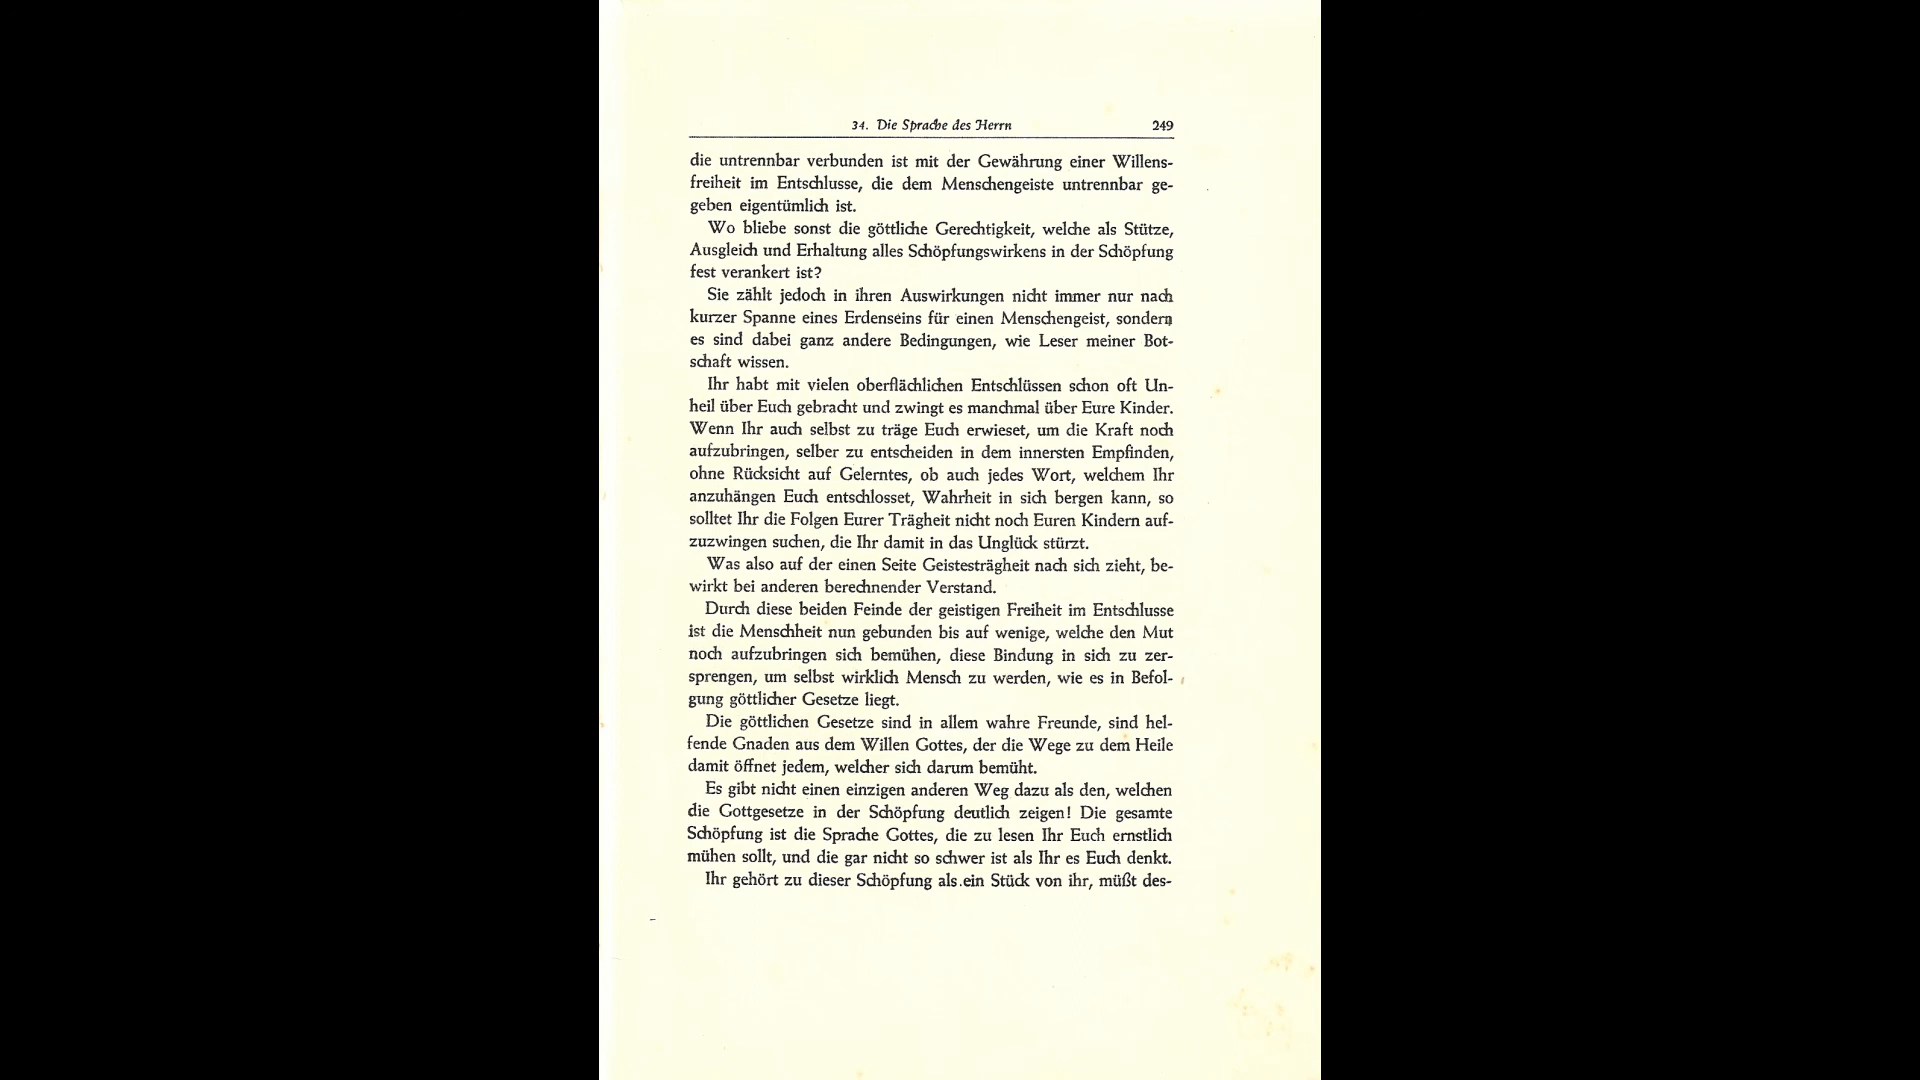 34. Die Sprache des Herrn 249
die untrennbar verbunden ist mit der Gewährung einer Willens-
freiheit im Entschlusse, die dem Menschengeiste untrennbar ge-
geben eigentümlich ist.
Wo bliebe sonst die göttliche Gerechtigkeit, welche als Stütze,
Ausgleich und Erhaltung alles Schöpfungswirkens in der Schöpfung
fest verankert ist?
Sie zählt jedoch in ihren Auswirkungen nicht immer nur nach
kurzer Spanne eines Erdenseins für einen Menschengeist, sondern
es sind dabei ganz andere Bedingungen, wie Leser meiner Bot-
schaft wissen.
Ihr habt mit vielen oberflächlichen Entschlüssen schon oft Un-
heil über Euch gebracht und zwingt es manchmal über Eure Kinder.
Wenn Ihr auch selbst zu träge Euch erwieset, um die Kraft noch
aufzubringen, selber zu entscheiden in dem innersten Empfinden,
ohne Rücksicht auf Gelerntes, ob auch jedes Wort, welchem Ihr
anzuhängen Euch entschlosset, Wahrheit in sich bergen kann, so
solltet Ihr die Folgen Eurer Trägheit nicht noch Euren Kindern auf-
zuzwingen suchen, die Ihr damit in das Unglück stürzt.
Was also auf der einen Seite Geistesträgheit nach sich zieht, be-
wirkt bei anderen berechnender Verstand.
Durch diese beiden Feinde der geistigen Freiheit im Entschlusse
ist die Menschheit nun gebunden bis auf wenige, welche den Mut
noch aufzubringen sich bemühen, diese Bindung in sich zu zer-
sprengen, um selbst wirklich Mensch zu werden, wie es in Befol-
gung göttlicher Gesetze liegt.
Die göttlichen Gesetze sind in allem wahre Freunde, sind hel-
fende Gnaden aus dem Willen Gottes, der die Wege zu dem Heile
damit öffnet jedem, welcher sich darum bemüht.
Es gibt nicht einen einzigen anderen Weg dazu als den, welchen
die Gottgesetze in der Schöpfung deutlich zeigen! Die gesamte
Schöpfung ist die Sprache Gottes, die zu lesen Ihr Euch ernstlich
mühen sollt, und die gar nicht so schwer ist als Ihr es Euch denkt.
Ihr gehört zu dieser Schöpfung als ein Stück von ihr, müßt des-